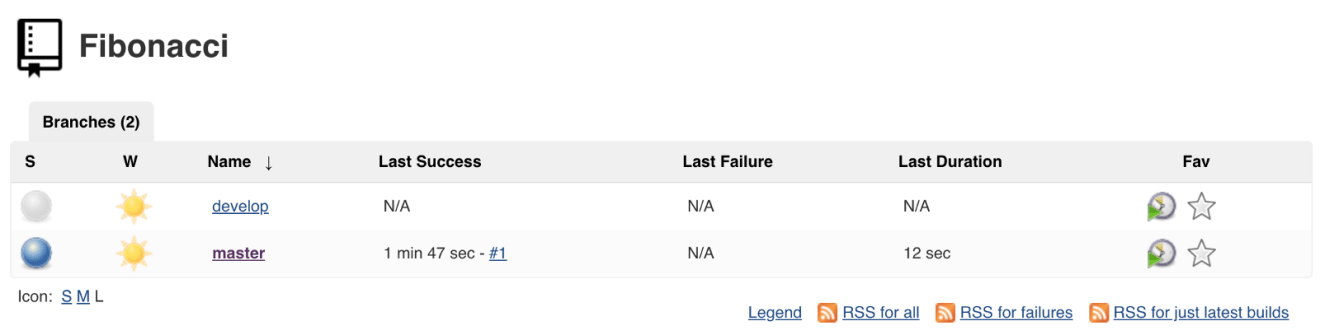 Fibonacci
Branches (2)
S W Name ↓ Last Success Last Failure Last Duration Fav
develop N/A N/A N/A
master 1 min 47 sec - #1 N/A 12 sec
Icon: S M L
Legend RSS for all RSS for failures RSS for just latest builds